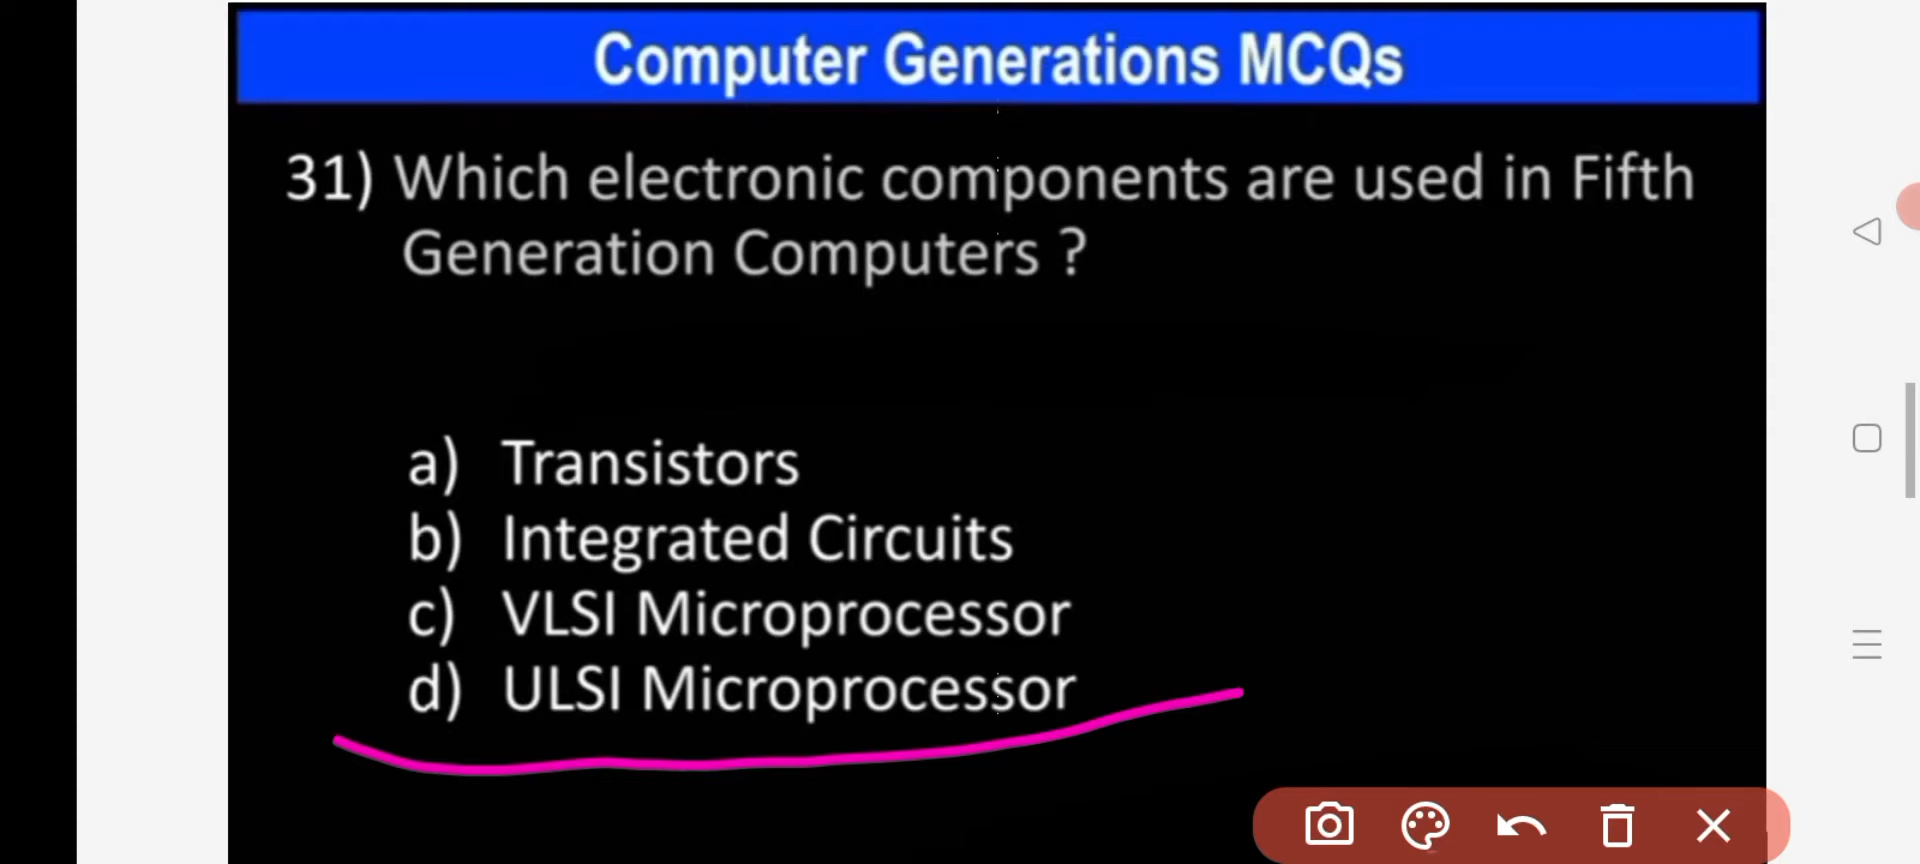 Computer Generations MCQs
31) Which electronic components are used in Fifth
Generation Computers ?
a) Transistors
b) Integrated Circuits
c) VLSI Microprocessor
d) ULSI Microprocessor